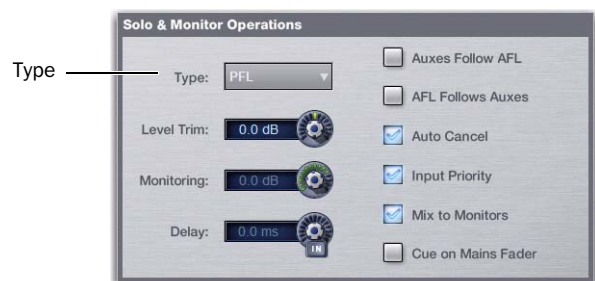 Solo & Monitor Operations
Type
Type:
PFL
Level Trim:
0.0 dB
Monitoring:
0.0 dB
Delay:
0.0 ms
IN
Auxes Follow AFL
AFL Follows Auxes
Auto Cancel
Input Priority
Mix to Monitors
Cue on Mains Fader